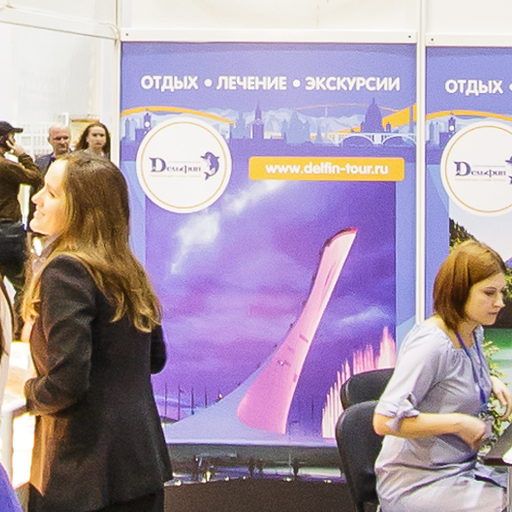 ОТДЫХ • ЛЕЧЕНИЕ • ЭКСКУРСИИ
Дельфин
www.delfin-tour.ru
ОТДЫХ •
Дельфин